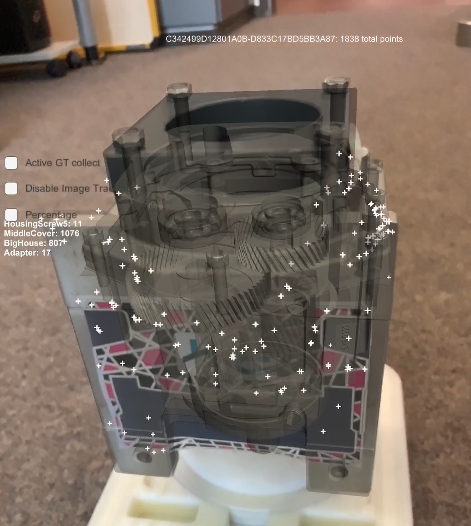 C342499D12801A0B-D833C17BD5BB3A87: 1838 total points
Active GT collect
Disable Image Tra
Percentage
HousingScrew5: 11
MiddleCover: 1076
BigHouse: 807
Adapter: 17